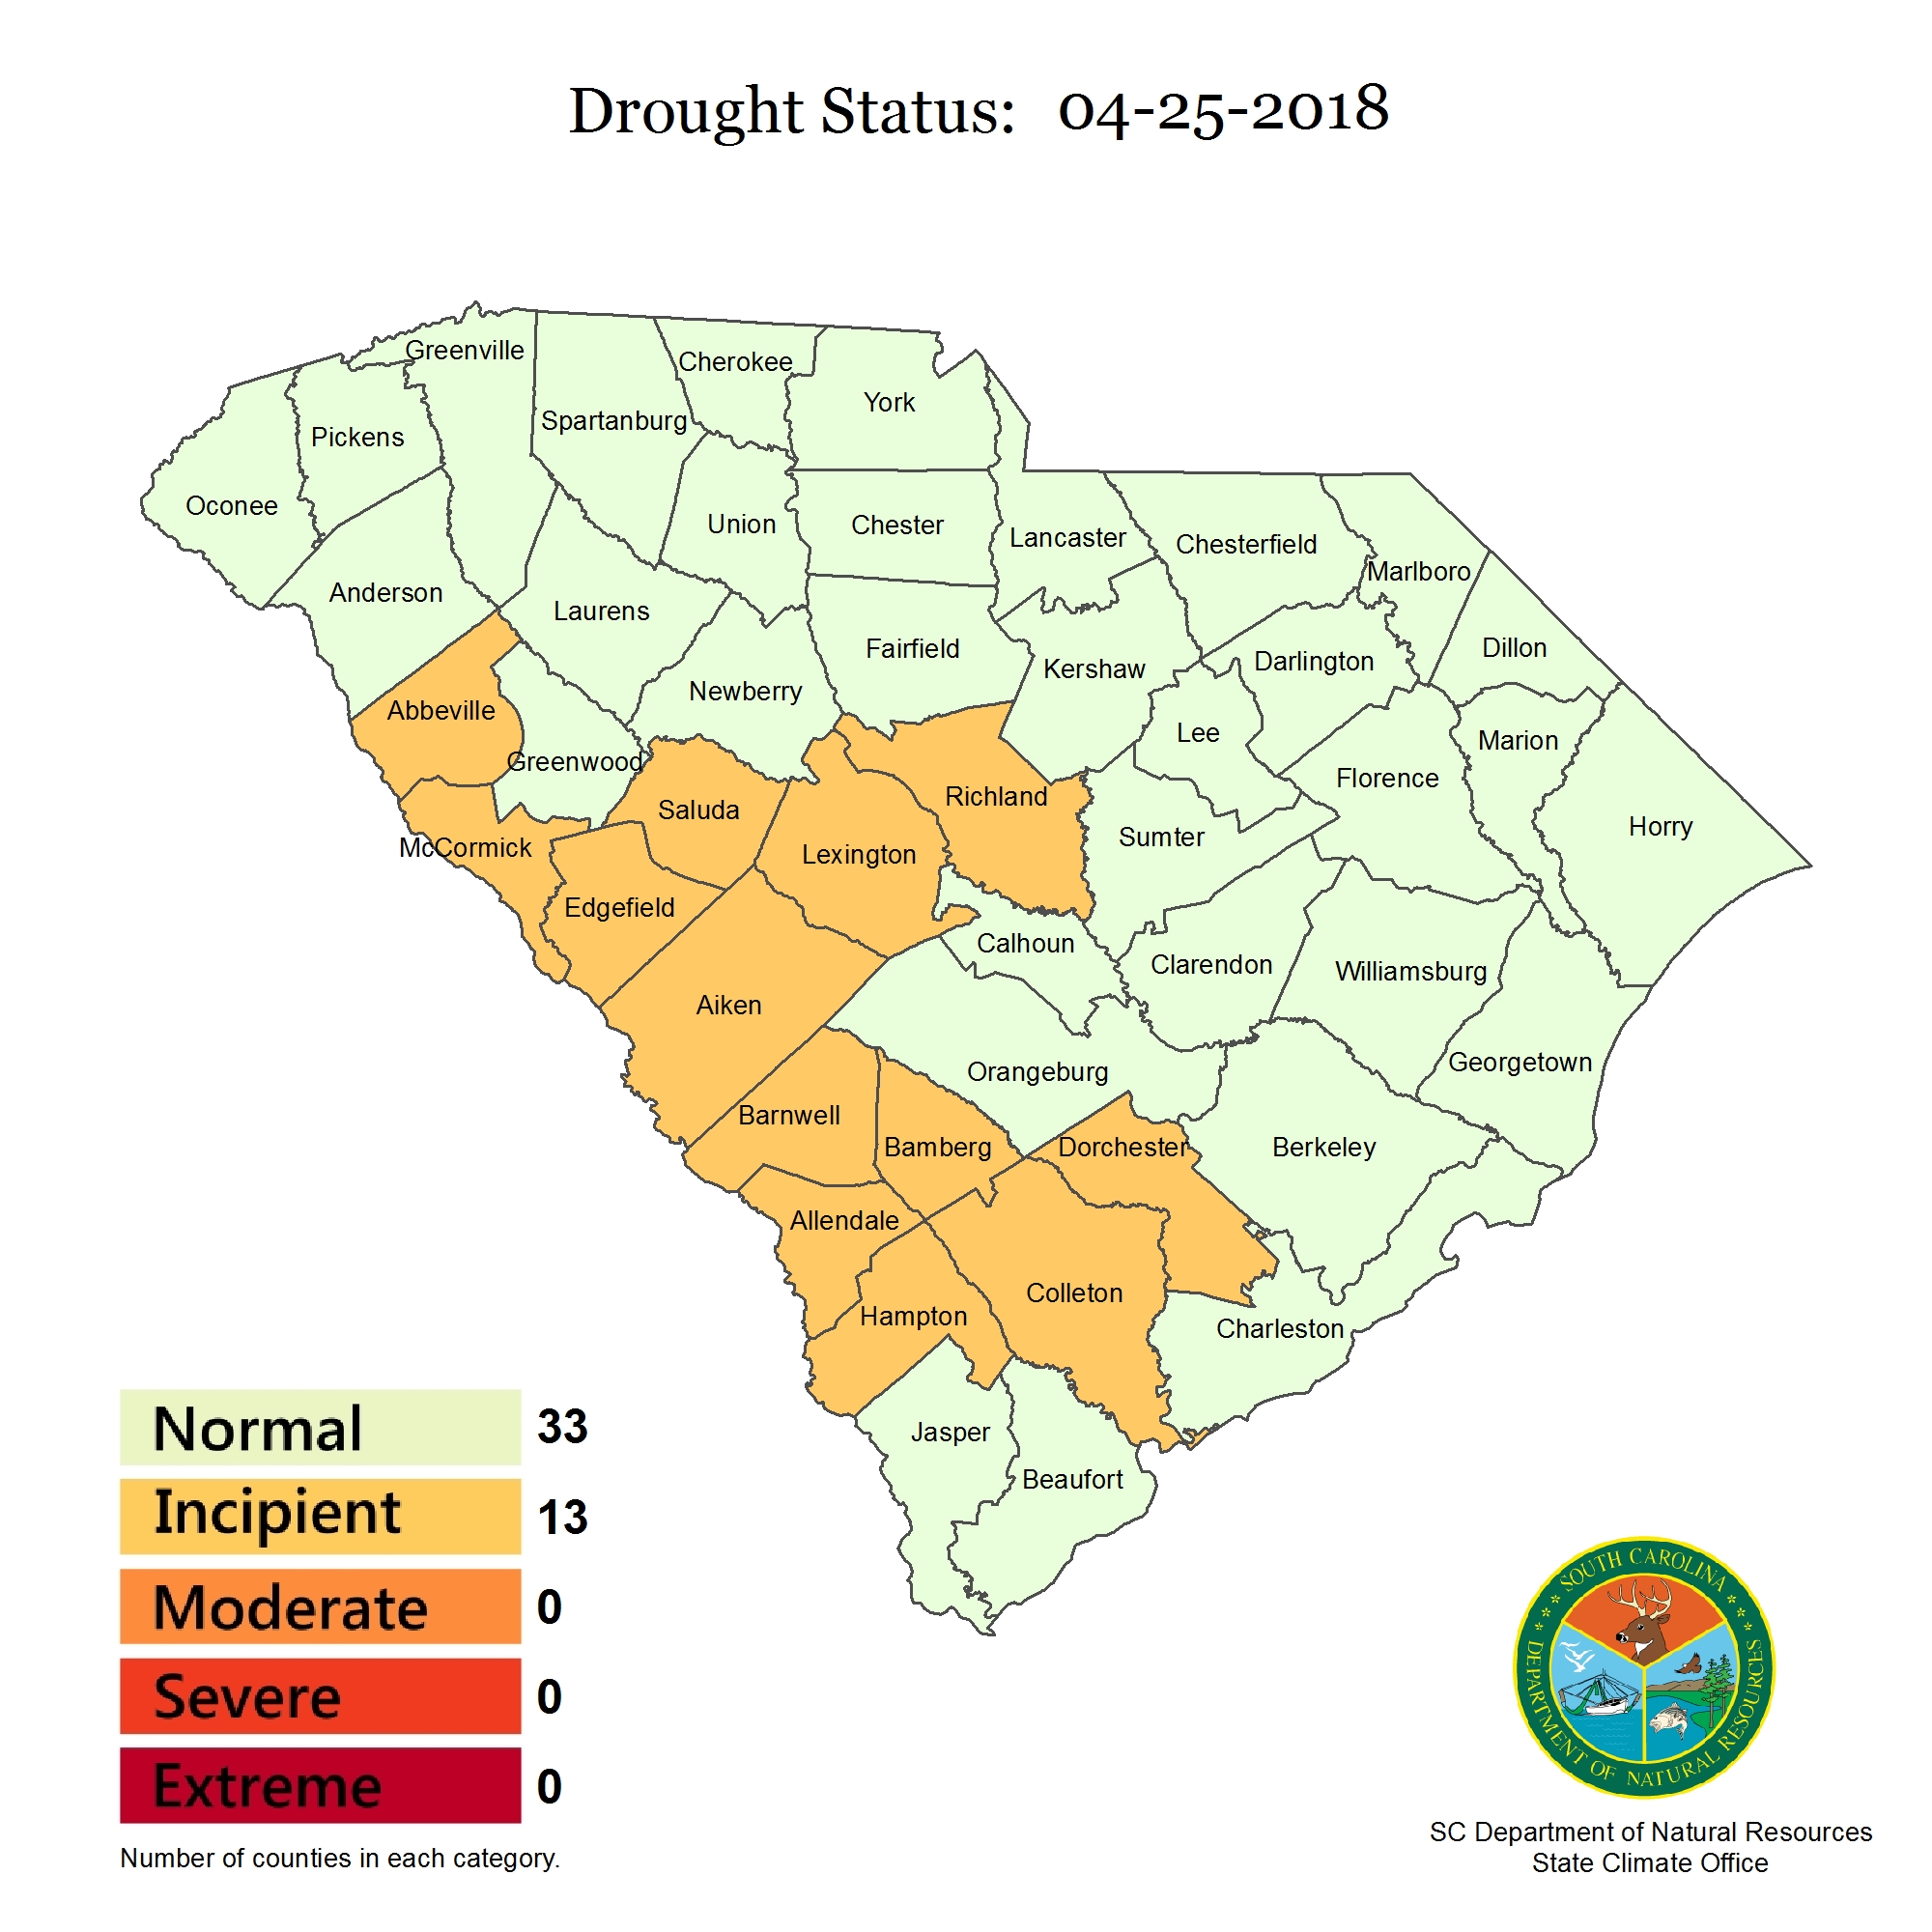 Drought Status: 04-25-2018
Greenville
Cherokee
York
Spartanburg
Pickens
Oconee
Union
Chester
Lancaster
Chesterfield
Marlboro
Anderson
Laurens
Fairfield
Kershaw
Darlington
Dillon
Newberry
Abbeville
Lee
Marion
Greenwood
Florence
Richland
Saluda
Sumter
Horry
McCormick
Lexington
Edgefield
Calhoun
Clarendon
Williamsburg
Aiken
Orangeburg
Georgetown
Barnwell
Bamberg
Dorchester
Berkeley
Allendale
Colleton
Hampton
Charleston
Jasper
Beaufort
Normal 33
Incipient 13
Moderate 0
Severe 0
Extreme 0
Number of counties in each category.
SOUTH CAROLINA
DEPARTMENT OF NATURAL RESOURCES
SC Department of Natural Resources
State Climate Office